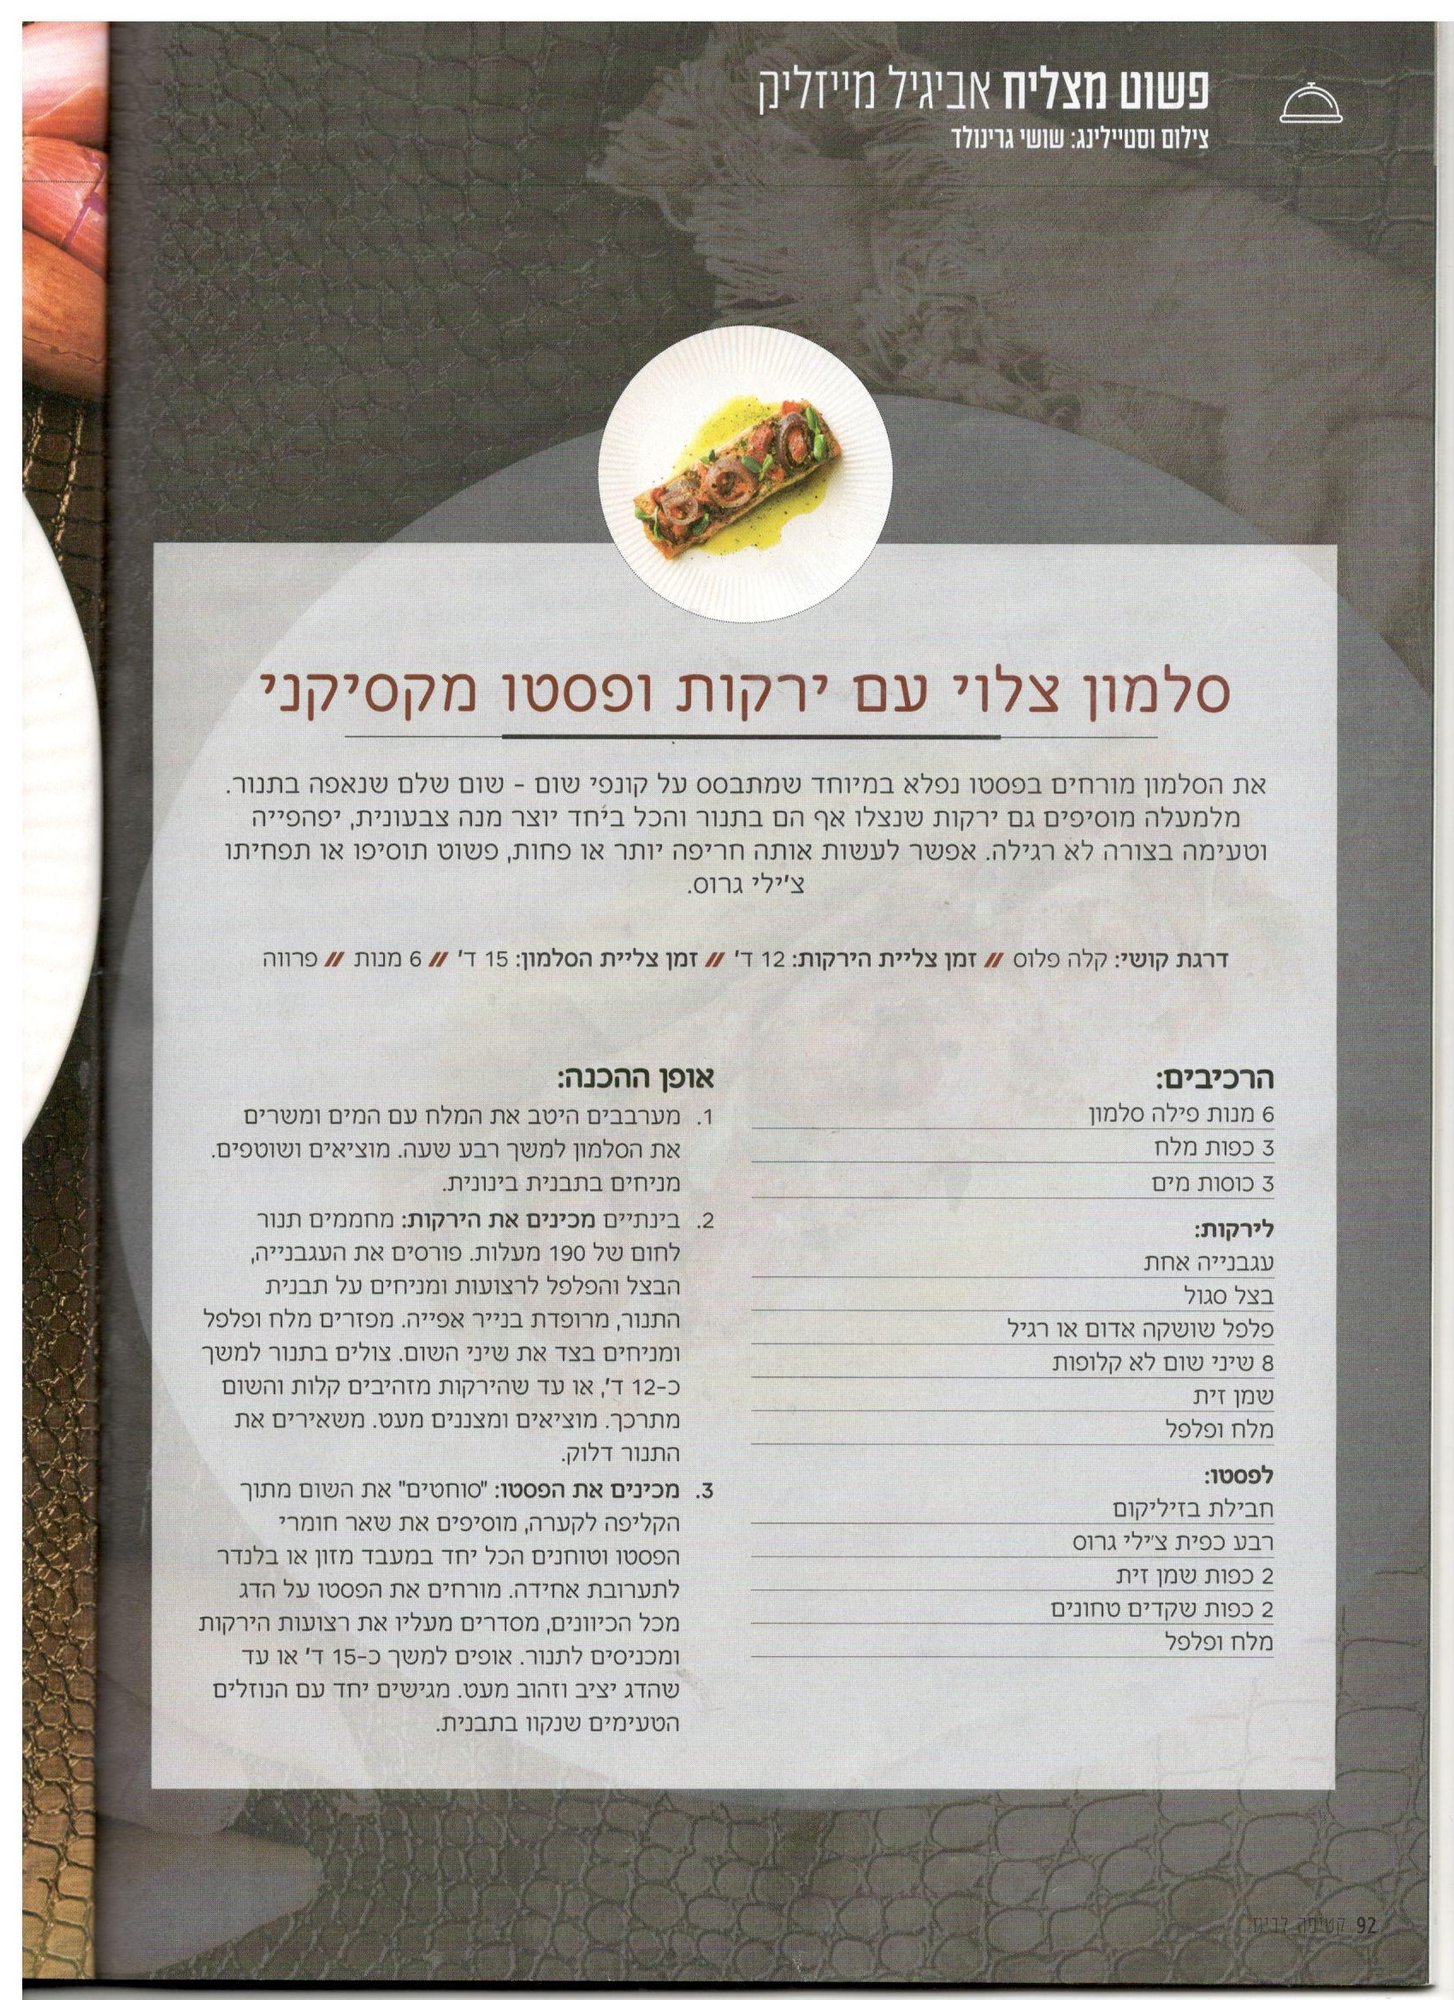 פשוט מצליח אביגיל מייזליק
צילום וסטיילינג: שושי גרינולד
סלמון צלוי עם ירקות ופסטו מקסיקני
את הסלמון מורחים בפסטו נפלא במיוחד שמתבסס על קונפי שום – שום שלם שנאפה בתנור.
מלמעלה מוסיפים גם ירקות שנצלו אף הם בתנור והכל ביחד יוצר מנה צבעונית, יפהפייה
וטעימה בצורה לא רגילה. אפשר לעשות אותה חריפה יותר או פחות, פשוט תוסיפו או תפחיתו
צ'ילי גרוס.
דרגת קושי: קלה פלוס // זמן צליית הירקות: 12 ד' // זמן צליית הסלמון: 15 ד' // 6 מנות // פרווה
הרכיבים:
6 מנות פילה סלמון
3 כפות מלח
3 כוסות מים
לירקות:
עגבנייה אחת
בצל סגול
פלפל שושקה אדום או רגיל
8 שיני שום לא קלופות
שמן זית
מלח ופלפל
לפסטו:
חבילת בזיליקום
רבע כפית צ'ילי גרוס
2 כפות שמן זית
2 כפות שקדים טחונים
מלח ופלפל
אופן ההכנה:
1. מערבבים היטב את המלח עם המים ומשרים
את הסלמון למשך רבע שעה. מוציאים ושוטפים.
מניחים בתבנית בינונית.
2. בינתיים מכינים את הירקות: מחממים תנור
לחום של 190 מעלות. פורסים את העגבנייה,
הבצל והפלפל לרצועות ומניחים על תבנית
התנור, מרופדת בנייר אפייה. מפזרים מלח ופלפל
ומניחים בצד את שיני השום. צולים בתנור למשך
כ-12 ד', או עד שהירקות מזהיבים קלות והשום
מתרכך. מוציאים ומצננים מעט. משאירים את
התנור דלוק.
3. מכינים את הפסטו: "סוחטים" את השום מתוך
הקליפה לקערה, מוסיפים את שאר חומרי
הפסטו וטוחנים הכל יחד במעבד מזון או בלנדר
לתערובת אחידה. מורחים את הפסטו על הדג
מכל הכיוונים, מסדרים מעליו את רצועות הירקות
ומכניסים לתנור. אופים למשך כ-15 ד' או עד
שהדג יציב וזהוב מעט. מגישים יחד עם הנוזלים
הטעימים שנקוו בתבנית.
92 קטיפה לבית